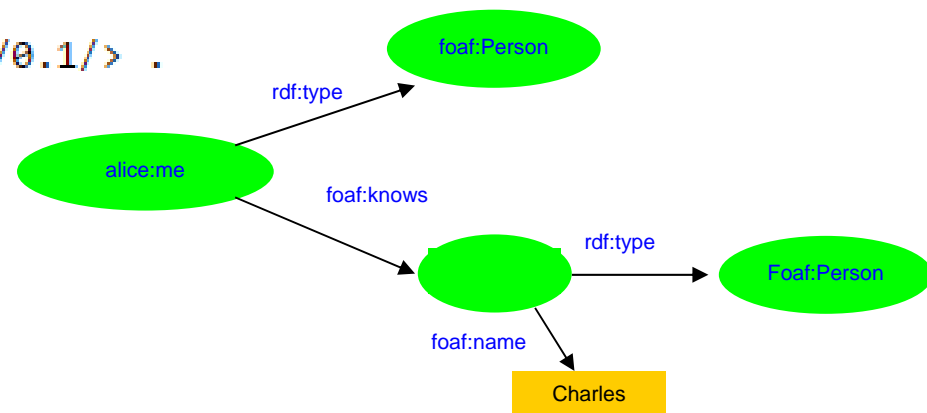 /0.1/> .
foaf:Person
rdf:type
alice:me
foaf:knows
rdf:type
Foaf:Person
foaf:name
Charles